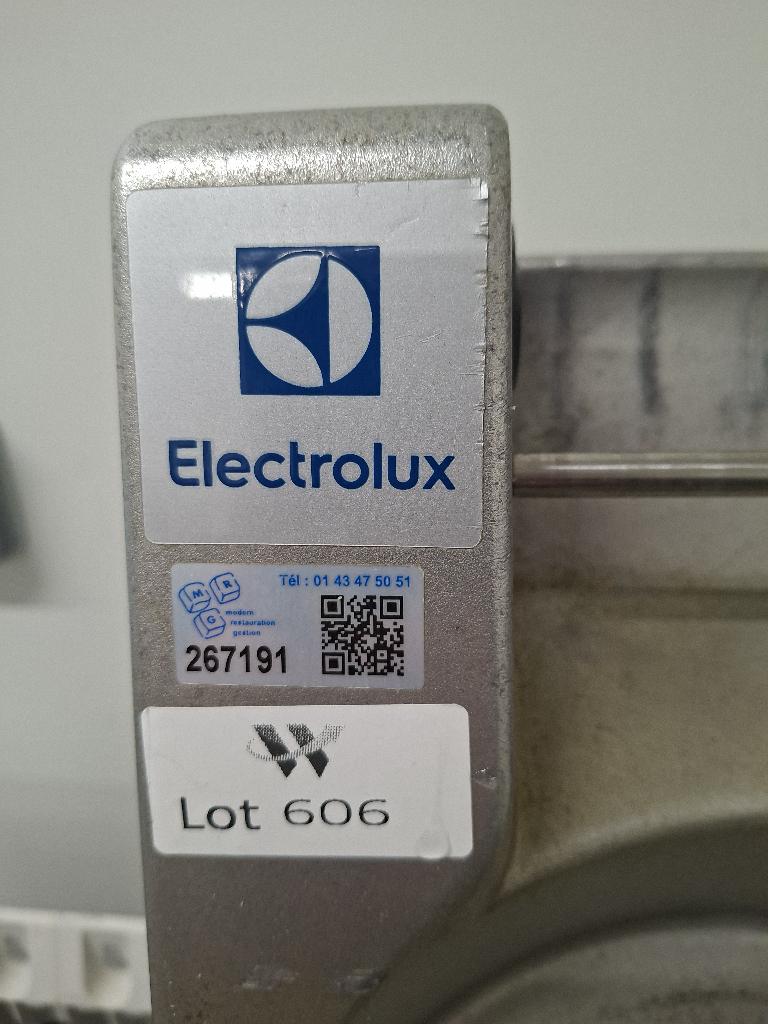 Electrolux
Tél : 01 43 47 50 51
M R G
modern
restauration
gestion
267191
W
Lot 606